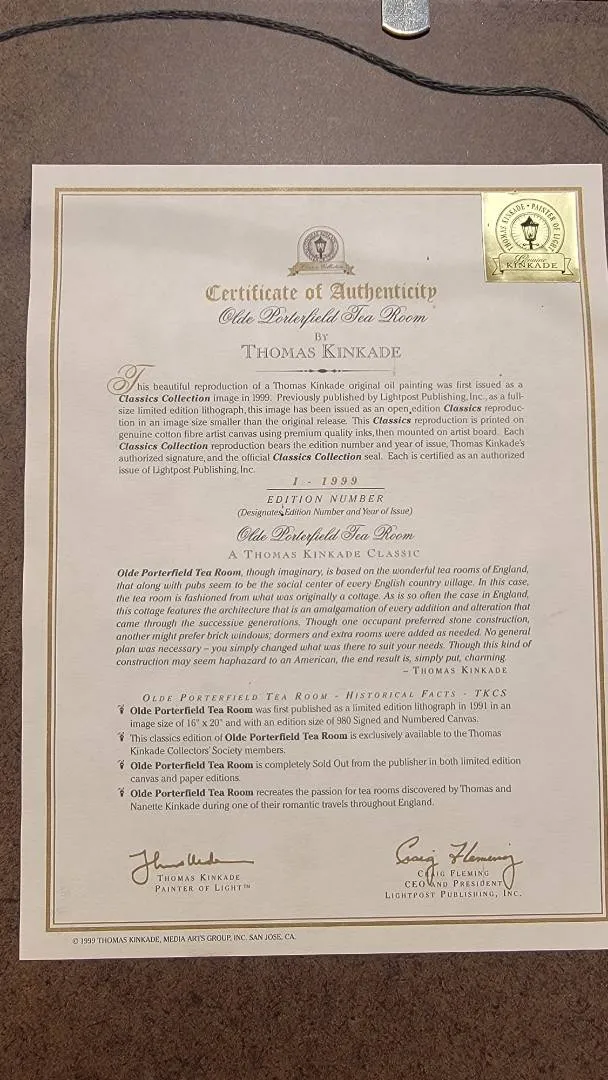 THOMAS KINKADE • PAINTER OF LIGHT
Genuine
KINKADE
Certificate of Authenticity
Olde Porterfield Tea Room
BY
THOMAS KINKADE
This beautiful reproduction of a Thomas Kinkade original oil painting was first issued as a
Classics Collection image in 1999. Previously published by Lightpost Publishing, Inc., as a full-
size limited edition lithograph, this image has been issued as an open edition Classics reproduc-
tion in an image size smaller than the original release. This Classics reproduction is printed on
genuine cotton fibre artist canvas using premium quality inks, then mounted on artist board. Each
Classics Collection reproduction bears the edition number and year of issue, Thomas Kinkade's
authorized signature, and the official Classics Collection seal. Each is certified as an authorized
issue of Lightpost Publishing, Inc.
I - 1999
EDITION NUMBER
(Designates Edition Number and Year of Issue)
Olde Porterfield Tea Room
A THOMAS KINKADE CLASSIC
Olde Porterfield Tea Room, though imaginary, is based on the wonderful tea rooms of England,
that along with pubs seem to be the social center of every English country village. In this case,
the tea room is fashioned from what was originally a cottage. As is so often the case in England,
this cottage features the architecture that is an amalgamation of every addition and alteration that
came through the successive generations. Though one occupant preferred stone construction,
another might prefer brick windows; dormers and extra rooms were added as needed. No general
plan was necessary – you simply changed what was there to suit your needs. Though this kind of
construction may seem haphazard to an American, the end result is, simply put, charming.
– THOMAS KINKADE
OLDE PORTERFIELD TEA ROOM - HISTORICAL FACTS - TKCS
Olde Porterfield Tea Room was first published as a limited edition lithograph in 1991 in an
image size of 16" x 20" and with an edition size of 980 Signed and Numbered Canvas.
This classics edition of Olde Porterfield Tea Room is exclusively available to the Thomas
Kinkade Collectors' Society members.
Olde Porterfield Tea Room is completely Sold Out from the publisher in both limited edition
canvas and paper editions.
Olde Porterfield Tea Room recreates the passion for tea rooms discovered by Thomas and
Nanette Kinkade during one of their romantic travels throughout England.
Craig Fleming
THOMAS KINKADE
PAINTER OF LIGHT™
CRAIG FLEMING
CEO AND PRESIDENT
LIGHTPOST PUBLISHING, INC.
© 1999 THOMAS KINKADE, MEDIA ARTS GROUP, INC. SAN JOSE, CA.